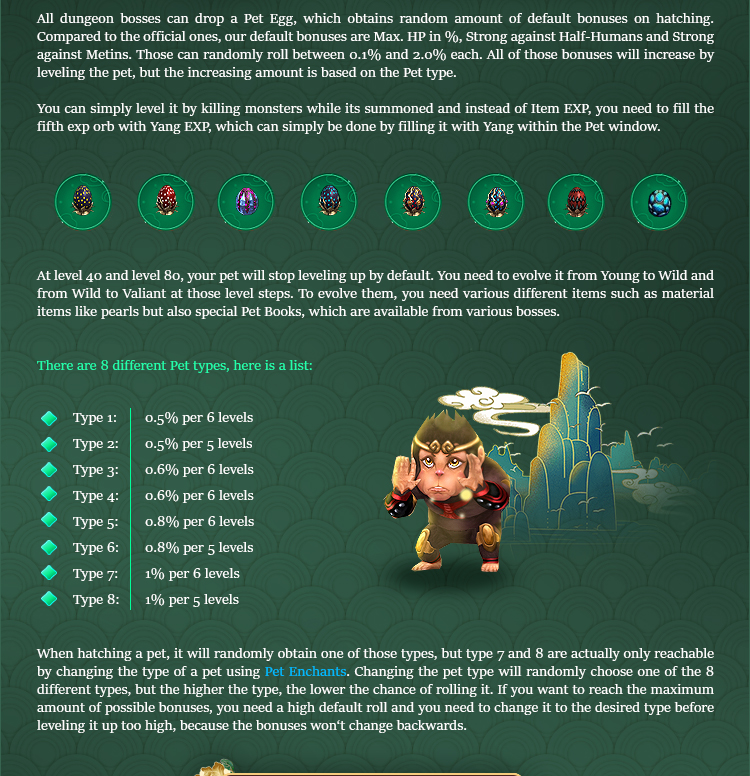 All dungeon bosses can drop a Pet Egg, which obtains random amount of default bonuses on hatching.
Compared to the official ones, our default bonuses are Max. HP in %, Strong against Half-Humans and Strong
against Metins. Those can randomly roll between 0.1% and 2.0% each. All of those bonuses will increase by
leveling the pet, but the increasing amount is based on the Pet type.
You can simply level it by killing monsters while its summoned and instead of Item EXP, you need to fill the
fifth exp orb with Yang EXP, which can simply be done by filling it with Yang within the Pet window.
At level 40 and level 80, your pet will stop leveling up by default. You need to evolve it from Young to Wild and
from Wild to Valiant at those level steps. To evolve them, you need various different items such as material
items like pearls but also special Pet Books, which are available from various bosses.
There are 8 different Pet types, here is a list:
Type 1: 0.5% per 6 levels
Type 2: 0.5% per 5 levels
Type 3: 0.6% per 6 levels
Type 4: 0.6% per 6 levels
Type 5: 0.8% per 6 levels
Type 6: 0.8% per 5 levels
Type 7: 1% per 6 levels
Type 8: 1% per 5 levels
When hatching a pet, it will randomly obtain one of those types, but type 7 and 8 are actually only reachable
by changing the type of a pet using Pet Enchants. Changing the pet type will randomly choose one of the 8
different types, but the higher the type, the lower the chance of rolling it. If you want to reach the maximum
amount of possible bonuses, you need a high default roll and you need to change it to the desired type before
leveling it up too high, because the bonuses won't change backwards.